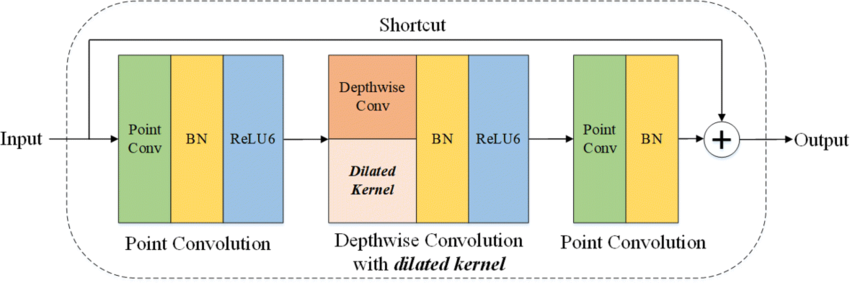 Shortcut
Input
Point
Conv
BN
ReLU6
Depthwise
Conv
Dilated
Kernel
BN
ReLU6
Point
Conv
BN
+
Output
Point Convolution
Depthwise Convolution
with dilated kernel
Point Convolution